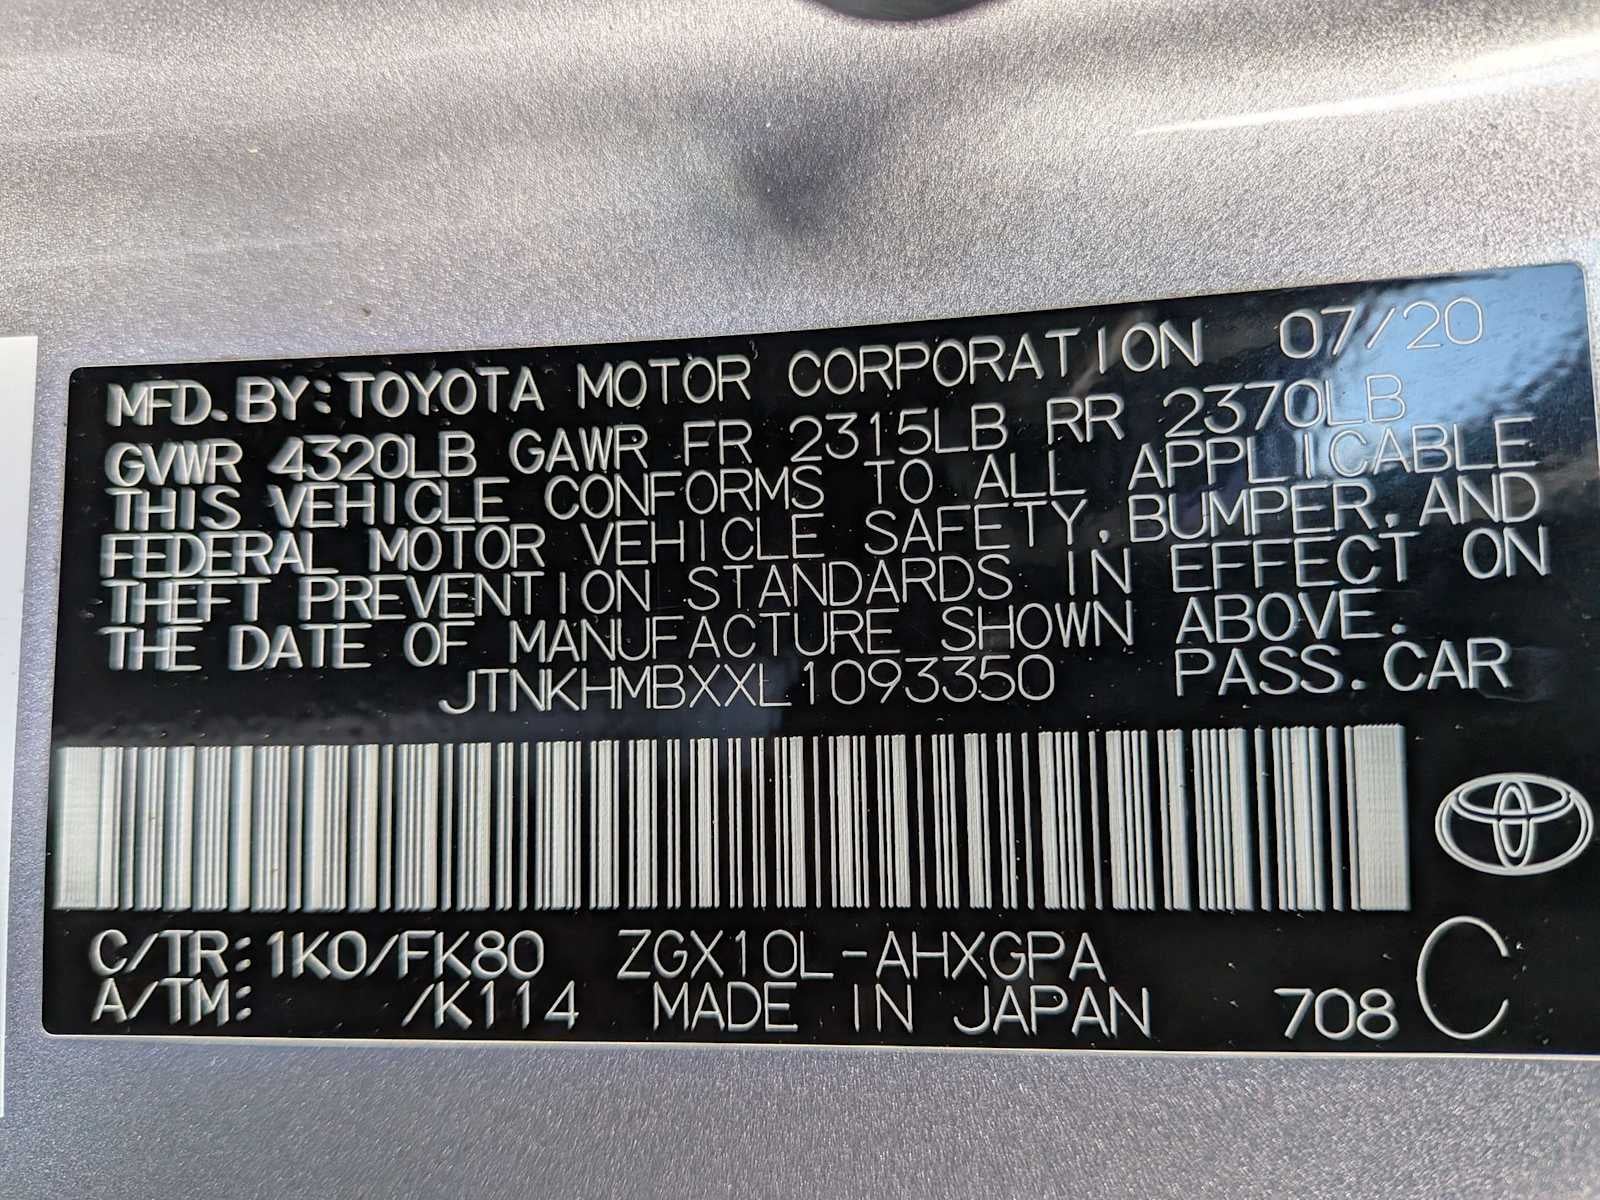 MFD. BY: TOYOTA MOTOR CORPORATION 07/20
GVWR 4320LB GAWR FR 2315LB RR 2370LB
THIS VEHICLE CONFORMS TO ALL APPLICABLE
FEDERAL MOTOR VEHICLE SAFETY, BUMPER, AND
THEFT PREVENTION STANDARDS IN EFFECT ON
THE DATE OF MANUFACTURE SHOWN ABOVE.
JTNKHMBXXL1093350 PASS. CAR
C/TR: 1K0/FK80 ZGX10L-AHXGPA
A/TM: /K114 MADE IN JAPAN 708 C